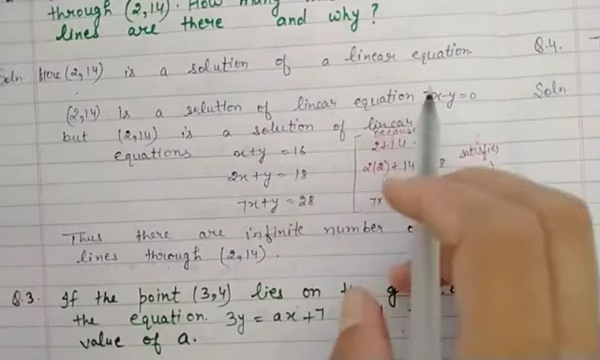 through (2,14). How many
lines are there and why?
Soln. Here (2,14) is a solution of a linear equation. Q.4.
(2,14) is a solution of linear equation 7x-y=0 Soln
but (2,14) is a solution of linear
equations x+y=16
because
2+14
2x+y=18
2(2)+14 satisfies
7x+y=28
7x
Thus there are infinite number
lines through (2,14).
Q.3. If the point (3,4) lies on
the equation. 3y=ax+7
value of a.